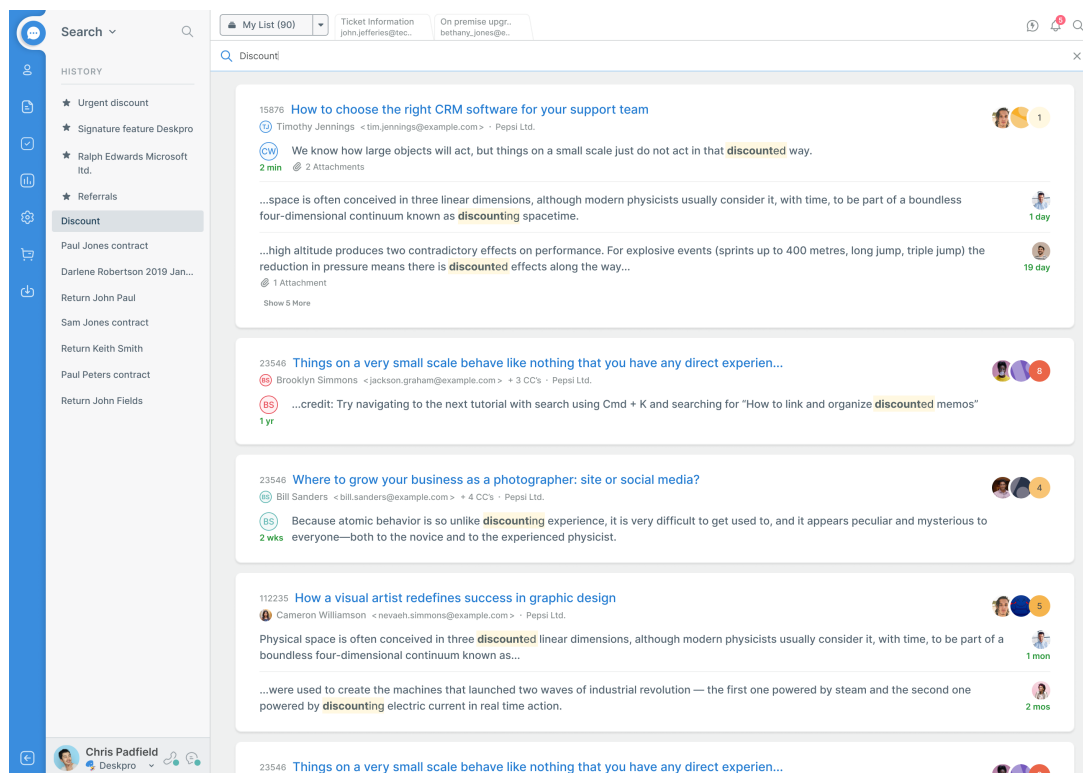 Search
HISTORY
Urgent discount
Signature feature Deskpro
Ralph Edwards Microsoft
ltd.
Referrals
Discount
Paul Jones contract
Darlene Robertson 2019 Jan...
Return John Paul
Sam Jones contract
Return Keith Smith
Paul Peters contract
Return John Fields
Chris Padfield
Deskpro
My List (90)
Ticket Information
john.jefferies@tec..
On premise upgr..
bethany_jones@e..
5
Discount
15876 How to choose the right CRM software for your support team
1
TJ Timothy Jennings <tim.jennings@example.com> · Pepsi Ltd.
CW We know how large objects will act, but things on a small scale just do not act in that discounted way.
2 min 2 Attachments
...space is often conceived in three linear dimensions, although modern physicists usually consider it, with time, to be part of a boundless
four-dimensional continuum known as discounting spacetime.
1 day
...high altitude produces two contradictory effects on performance. For explosive events (sprints up to 400 metres, long jump, triple jump) the
reduction in pressure means there is discounted effects along the way...
19 day
1 Attachment
Show 5 More
23546 Things on a very small scale behave like nothing that you have any direct experien...
8
BS Brooklyn Simmons <jackson.graham@example.com> + 3 CC's · Pepsi Ltd.
BS ...credit: Try navigating to the next tutorial with search using Cmd + K and searching for "How to link and organize discounted memos"
1 yr
23546 Where to grow your business as a photographer: site or social media?
4
BS Bill Sanders <bill.sanders@example.com> + 4 CC's · Pepsi Ltd.
BS Because atomic behavior is so unlike discounting experience, it is very difficult to get used to, and it appears peculiar and mysterious to
2 wks everyone—both to the novice and to the experienced physicist.
112235 How a visual artist redefines success in graphic design
5
Cameron Williamson <nevaeh.simmons@example.com> · Pepsi Ltd.
Physical space is often conceived in three discounted linear dimensions, although modern physicists usually consider it, with time, to be part of a
boundless four-dimensional continuum known as...
1 mon
...were used to create the machines that launched two waves of industrial revolution — the first one powered by steam and the second one
powered by discounting electric current in real time action.
2 mos
23546 Things on a very small scale behave like nothing that you have any direct experien...